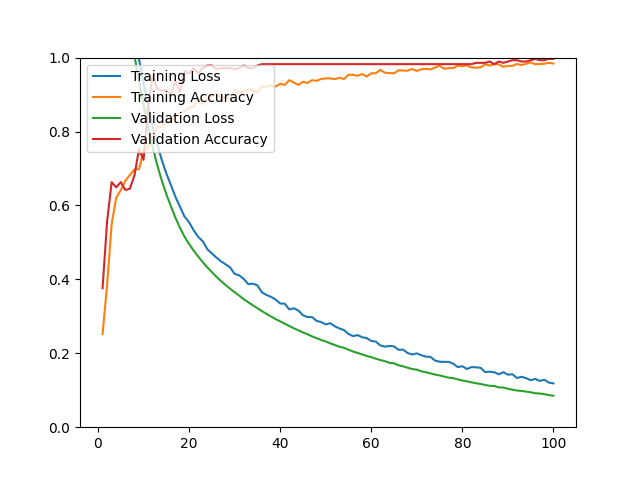 1.0
0.8
0.6
0.4
0.2
0.0
0 20 40 60 80 100
Training Loss
Training Accuracy
Validation Loss
Validation Accuracy